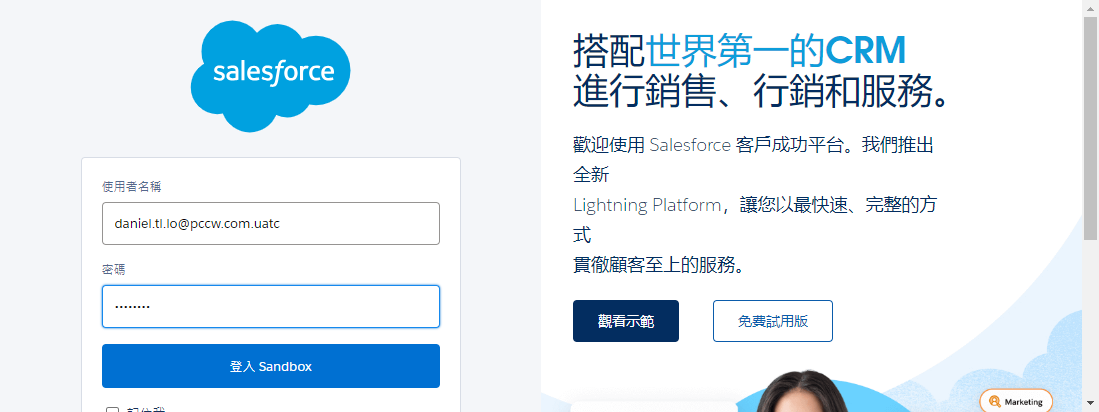 salesforce
使用者名稱
daniel.tl.lo@pccw.com.uatc
密碼
登入 Sandbox
記住我
搭配世界第一的CRM
進行銷售、行銷和服務。
歡迎使用 Salesforce 客戶成功平台。我們推出
全新
Lightning Platform，讓您以最快速、完整的方
式
貫徹顧客至上的服務。
觀看示範
免費試用版
Marketing